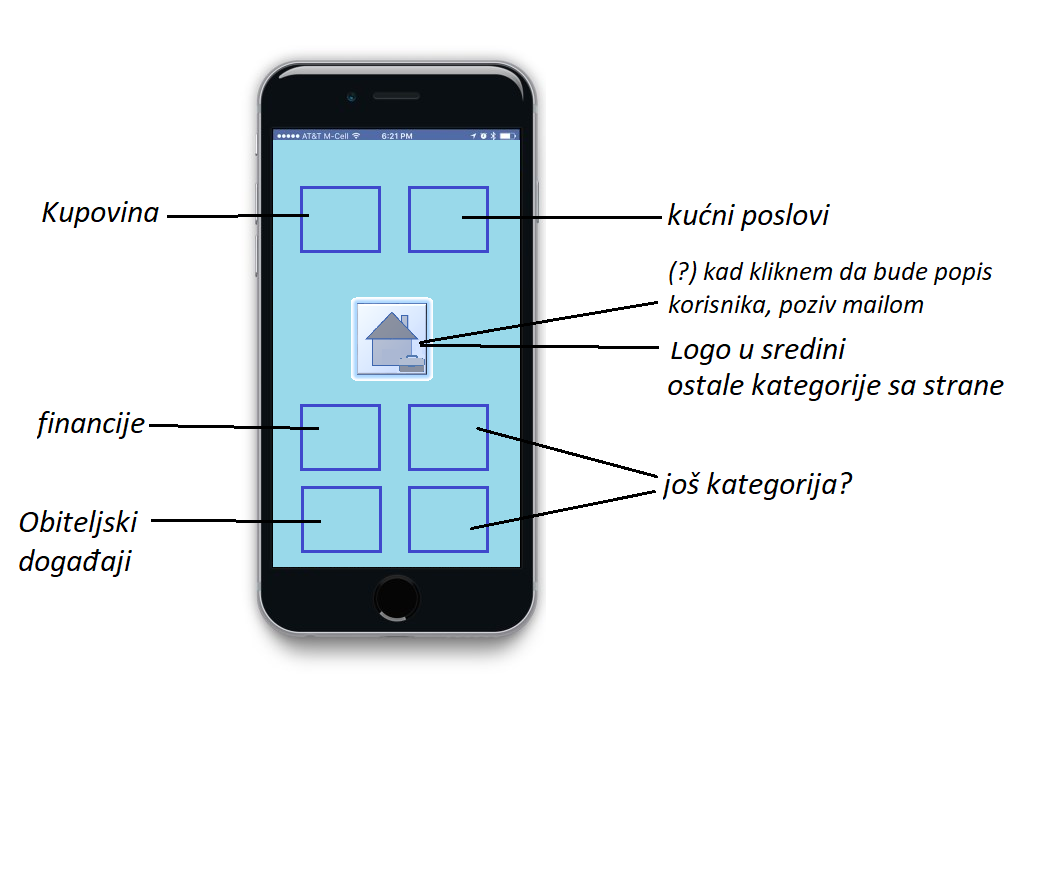 ●●●●● AT&T M-Cell 6:21 PM
Kupovina
kućni poslovi
(?) kad kliknem da bude popis
korisnika, poziv mailom
Logo u sredini
ostale kategorije sa strane
financije
još kategorija?
Obiteljski
događaji